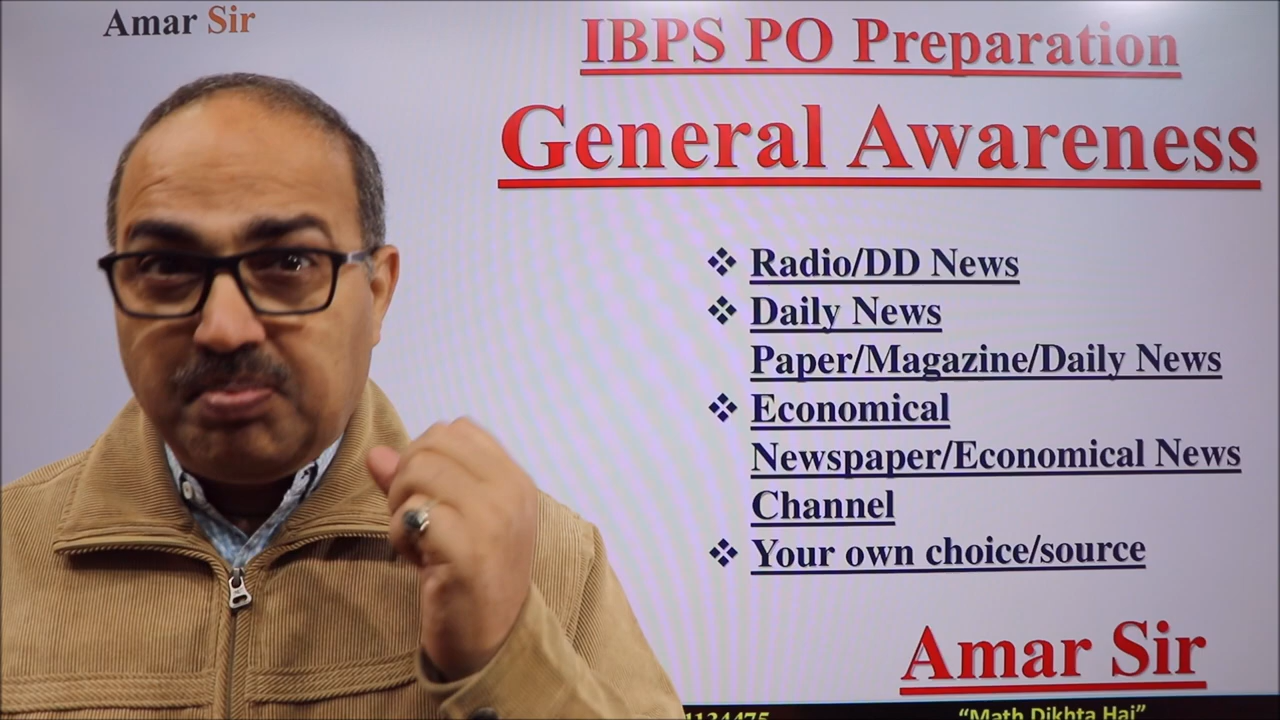 Amar Sir
IBPS PO Preparation
General Awareness
❖ Radio/DD News
❖ Daily News
Paper/Magazine/Daily News
❖ Economical
Newspaper/Economical News
Channel
❖ Your own choice/source
Amar Sir
"Math Dikhta Hai"